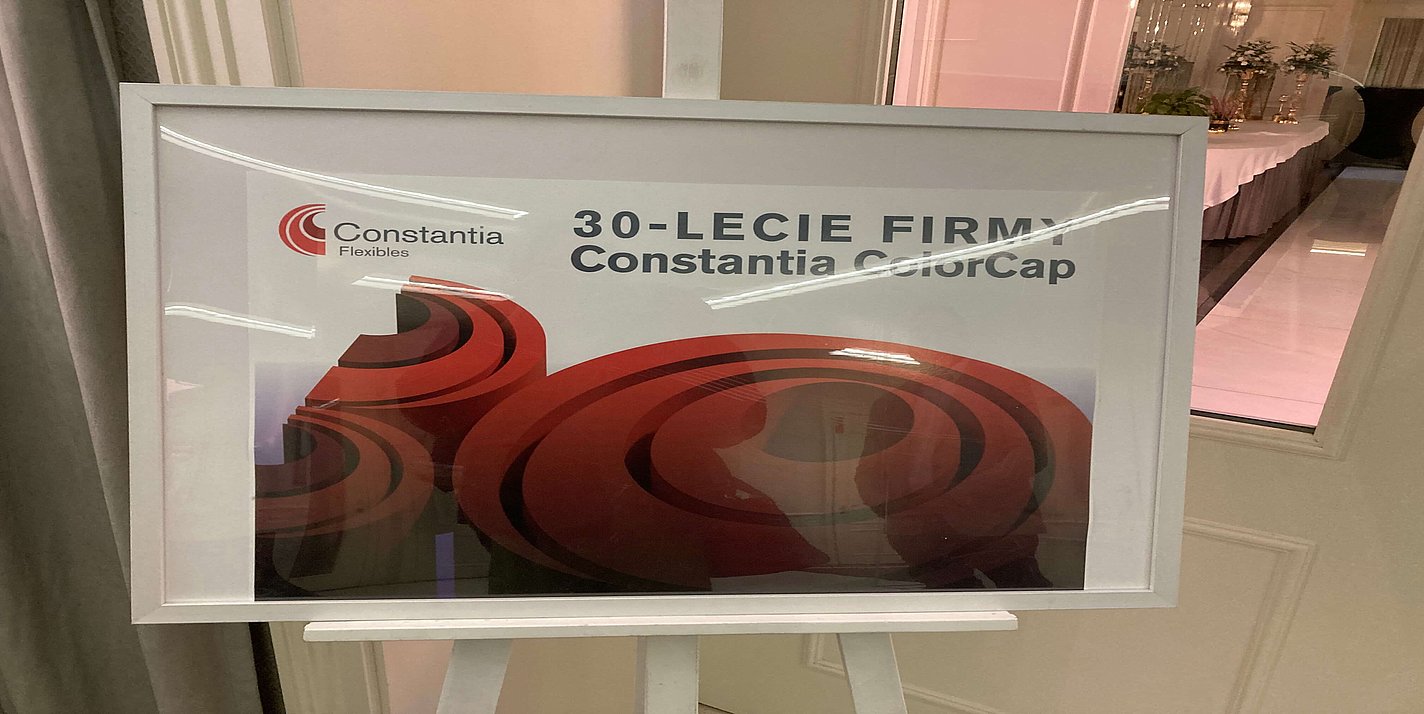 Constantia
Flexibles
30-LECIE FIRMY
Constantia ColorCap